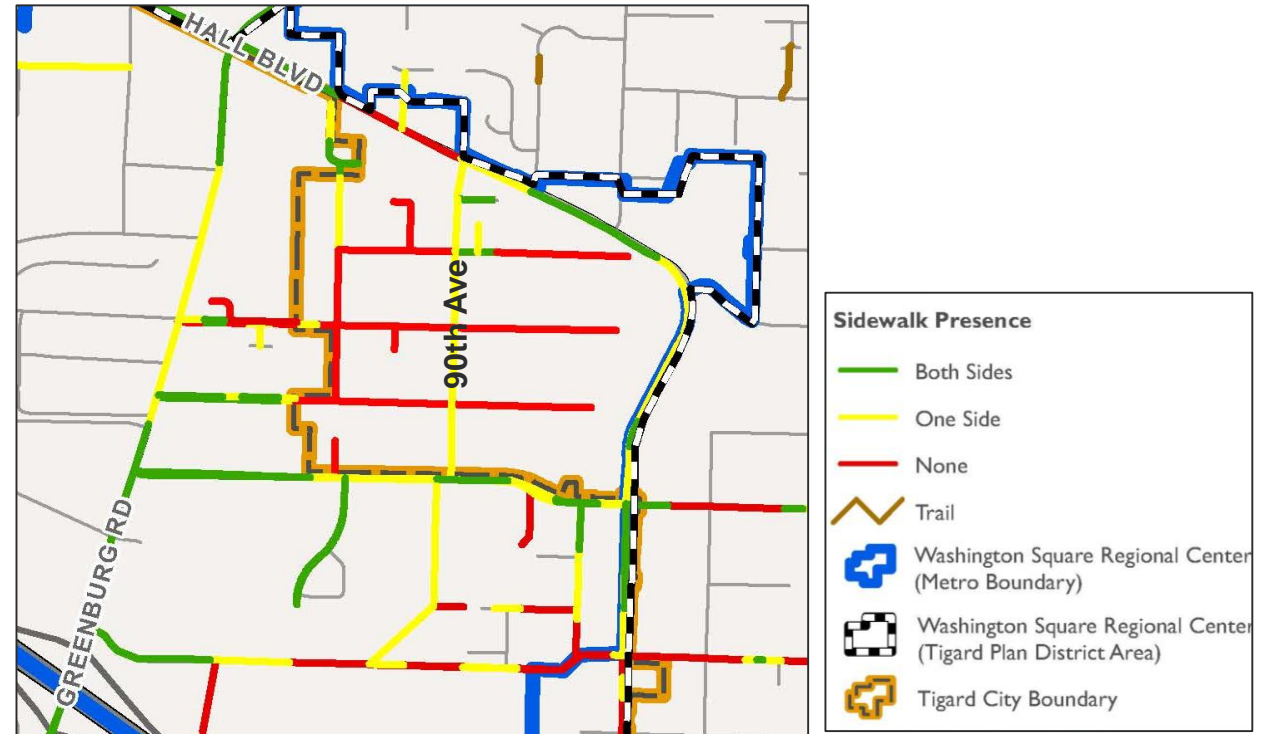 HALL BLVD
90th Ave
GREENBURG RD
Sidewalk Presence
Both Sides
One Side
None
Trail
Washington Square Regional Center
(Metro Boundary)
Washington Square Regional Center
(Tigard Plan District Area)
Tigard City Boundary